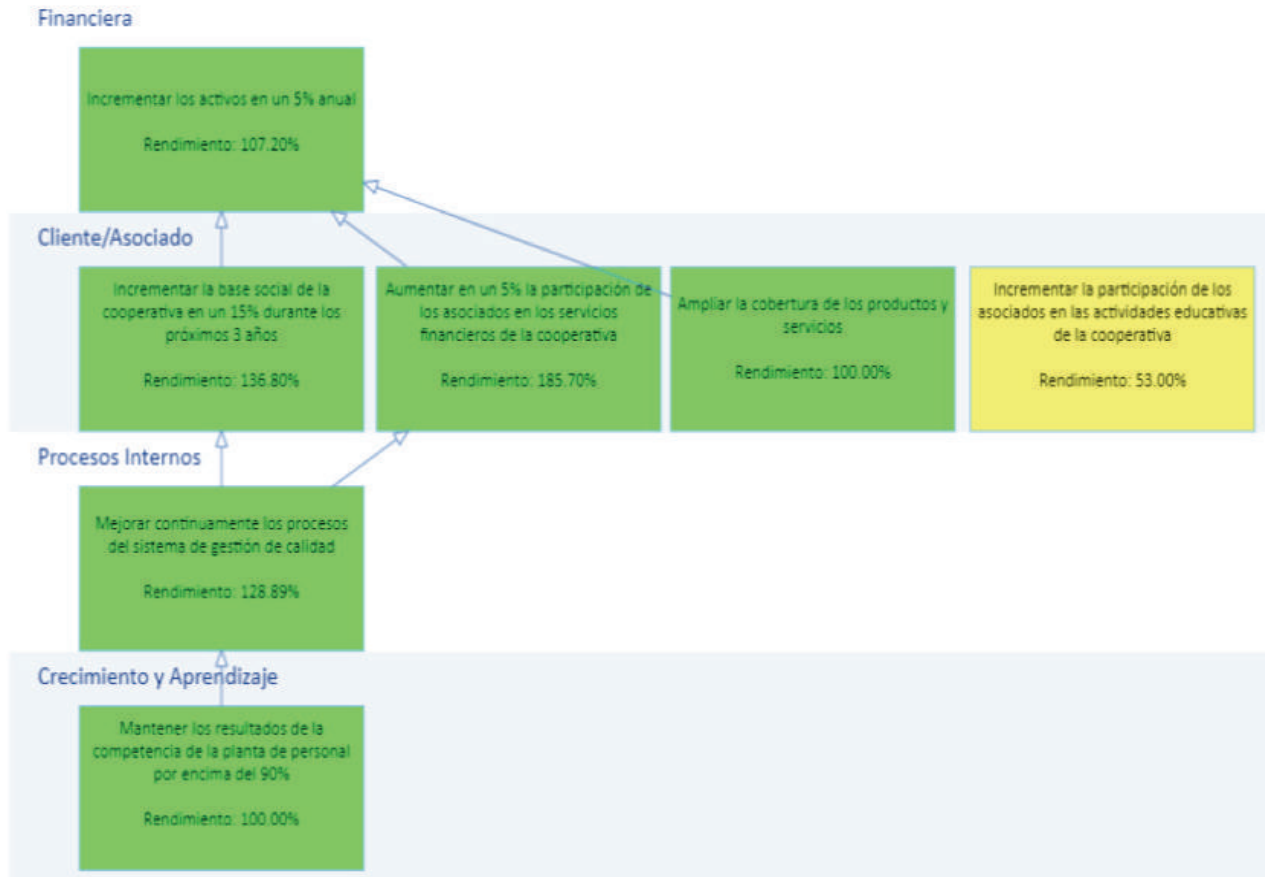 Financiera
Incrementar los activos en un 5% anual
Rendimiento: 107.20%
Cliente/Asociado
Incrementar la base social de la
cooperativa en un 15% durante los
próximos 3 años
Rendimiento: 136.80%
Aumentar en un 5% la participación de
los asociados en los servicios
financieros de la cooperativa
Rendimiento: 185.70%
Ampliar la cobertura de los productos y
servicios
Rendimiento: 100.00%
Incrementar la participación de los
asociados en las actividades educativas
de la cooperativa
Rendimiento: 53.00%
Procesos Internos
Mejorar continuamente los procesos
del sistema de gestión de calidad
Rendimiento: 128.89%
Crecimiento y Aprendizaje
Mantener los resultados de la
competencia de la planta de personal
por encima del 90%
Rendimiento: 100.00%